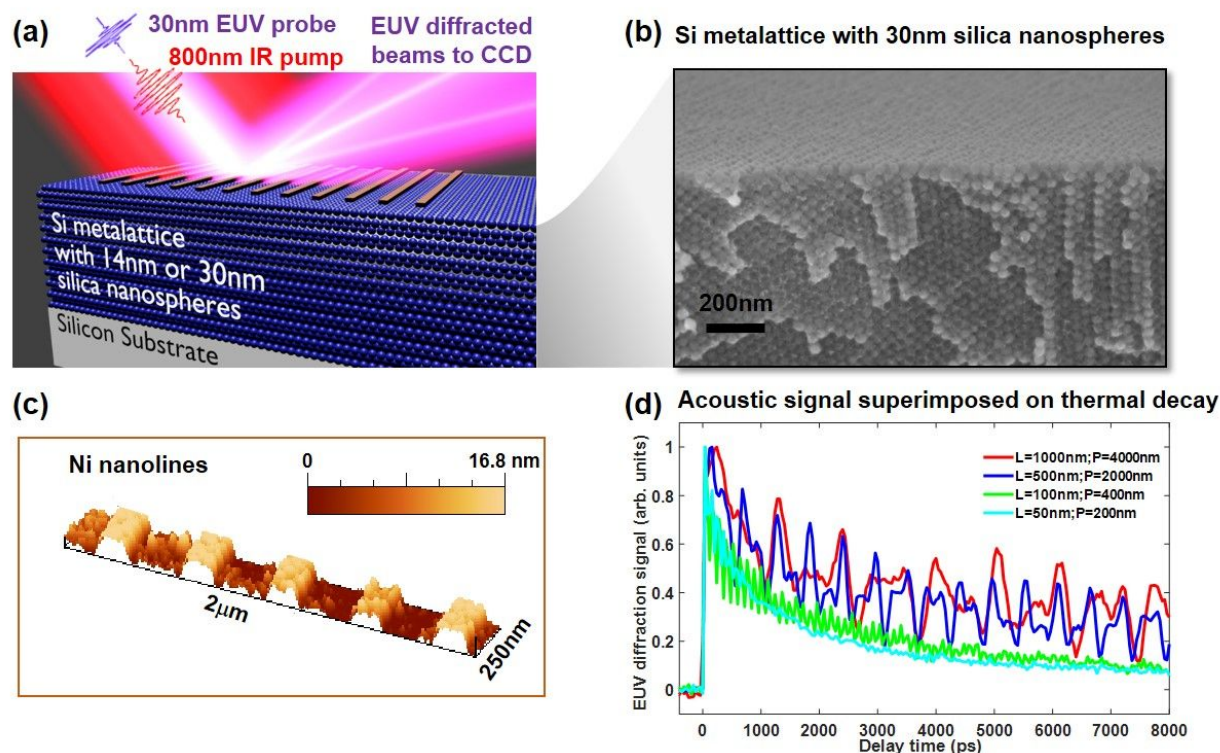 (a)
30nm EUV probe
800nm IR pump
EUV diffracted
beams to CCD
Si metalattice
with 14nm or 30nm
silica nanospheres
Silicon Substrate
(b) Si metalattice with 30nm silica nanospheres
200nm
(c)
Ni nanolines
0 16.8 nm
2μm
250nm
(d) Acoustic signal superimposed on thermal decay
EUV diffraction signal (arb. units)
1
0.8
0.6
0.4
0.2
0
L=1000nm;P=4000nm
L=500nm;P=2000nm
L=100nm;P=400nm
L=50nm;P=200nm
0 1000 2000 3000 4000 5000 6000 7000 8000
Delay time (ps)